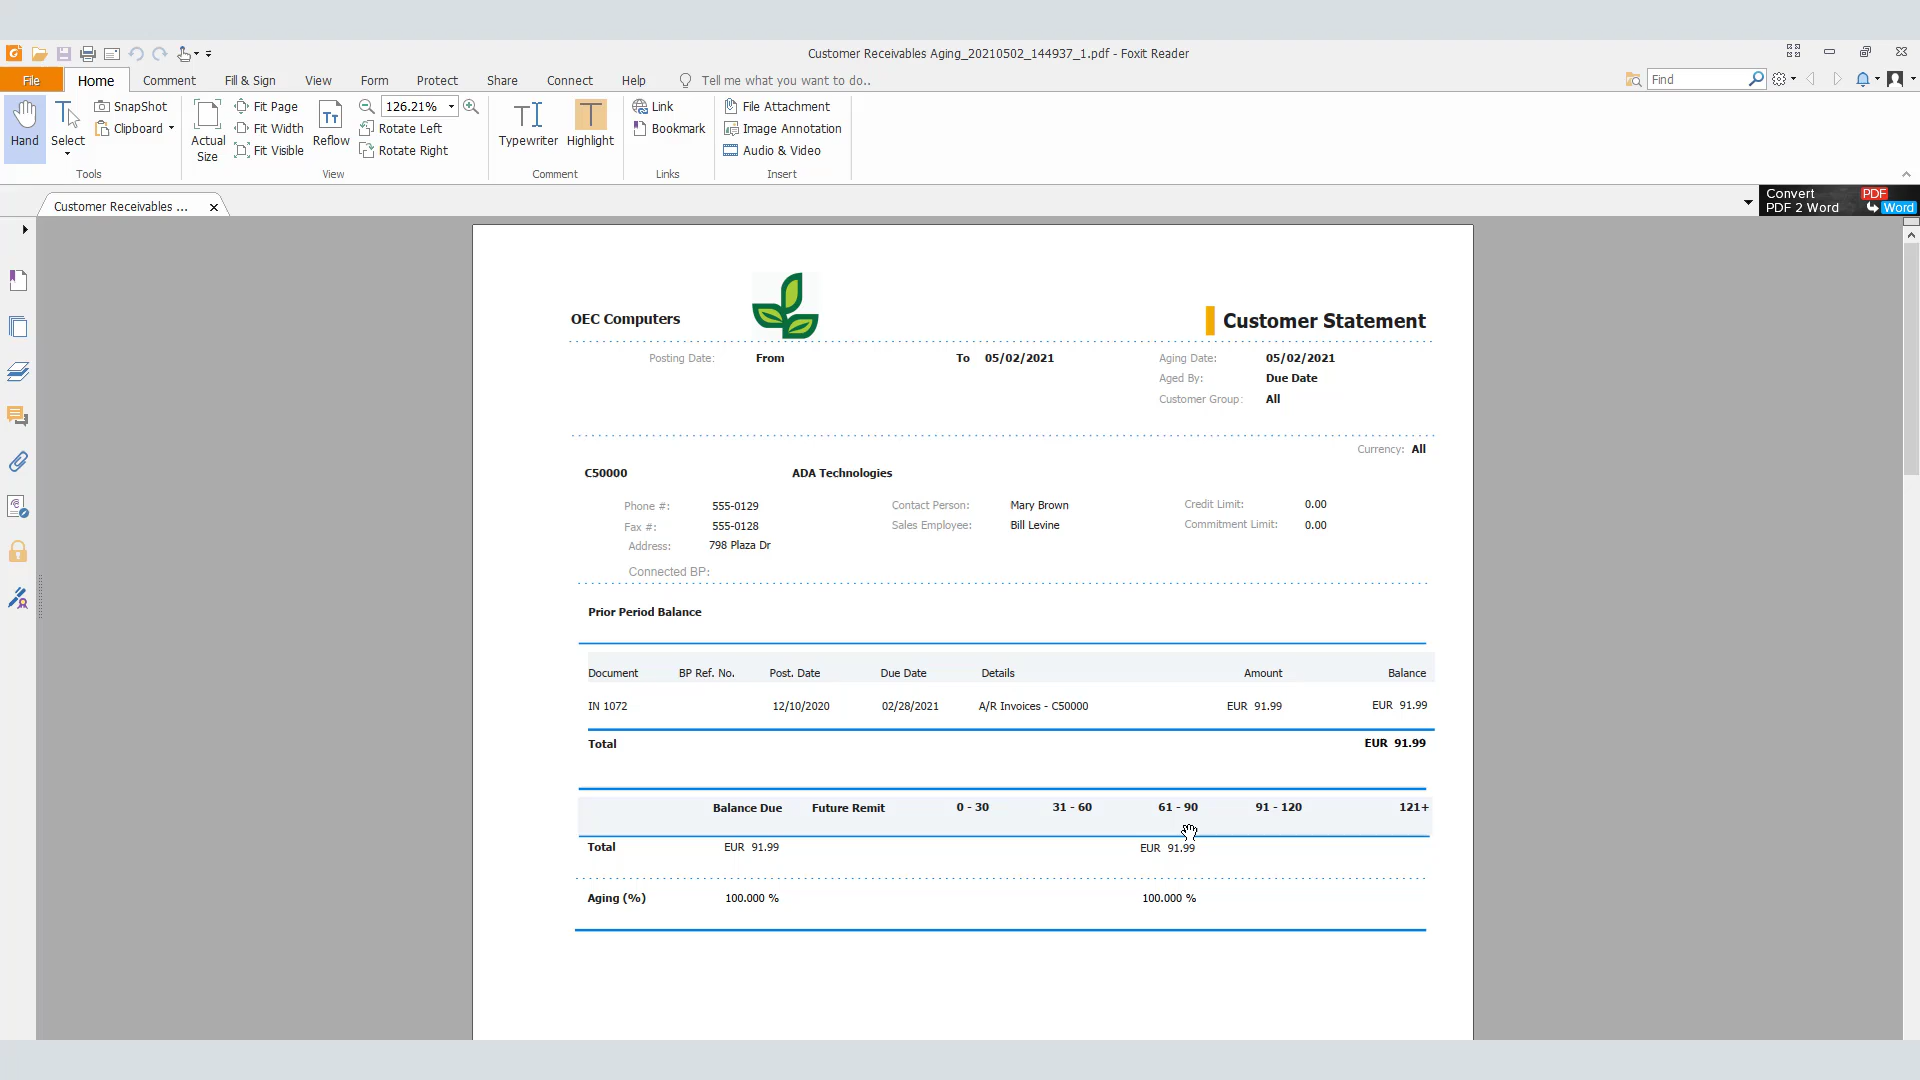 Customer Receivables Aging_20210502_144937_1.pdf - Foxit Reader
File Home Comment Fill & Sign View Form Protect Share Connect Help Tell me what you want to do.. Find
Hand Select SnapShot Clipboard
Tools
Actual Size Fit Page Fit Width Fit Visible Reflow 126.21% Rotate Left Rotate Right
View
Typewriter Highlight
Comment
Link Bookmark
Links
File Attachment Image Annotation Audio & Video
Insert
Customer Receivables ...
Convert PDF
PDF 2 Word Word
OEC Computers
Customer Statement
Posting Date: From To 05/02/2021 Aging Date: 05/02/2021
Aged By: Due Date
Customer Group: All
Currency: All
C50000 ADA Technologies
Phone #: 555-0129 Contact Person: Mary Brown Credit Limit: 0.00
Fax #: 555-0128 Sales Employee: Bill Levine Commitment Limit: 0.00
Address: 798 Plaza Dr
Connected BP:
Prior Period Balance
Document BP Ref. No. Post. Date Due Date Details Amount Balance
IN 1072 12/10/2020 02/28/2021 A/R Invoices - C50000 EUR 91.99 EUR 91.99
Total EUR 91.99
Balance Due Future Remit 0 - 30 31 - 60 61 - 90 91 - 120 121+
Total EUR 91.99 EUR 91.99
Aging (%) 100.000 % 100.000 %